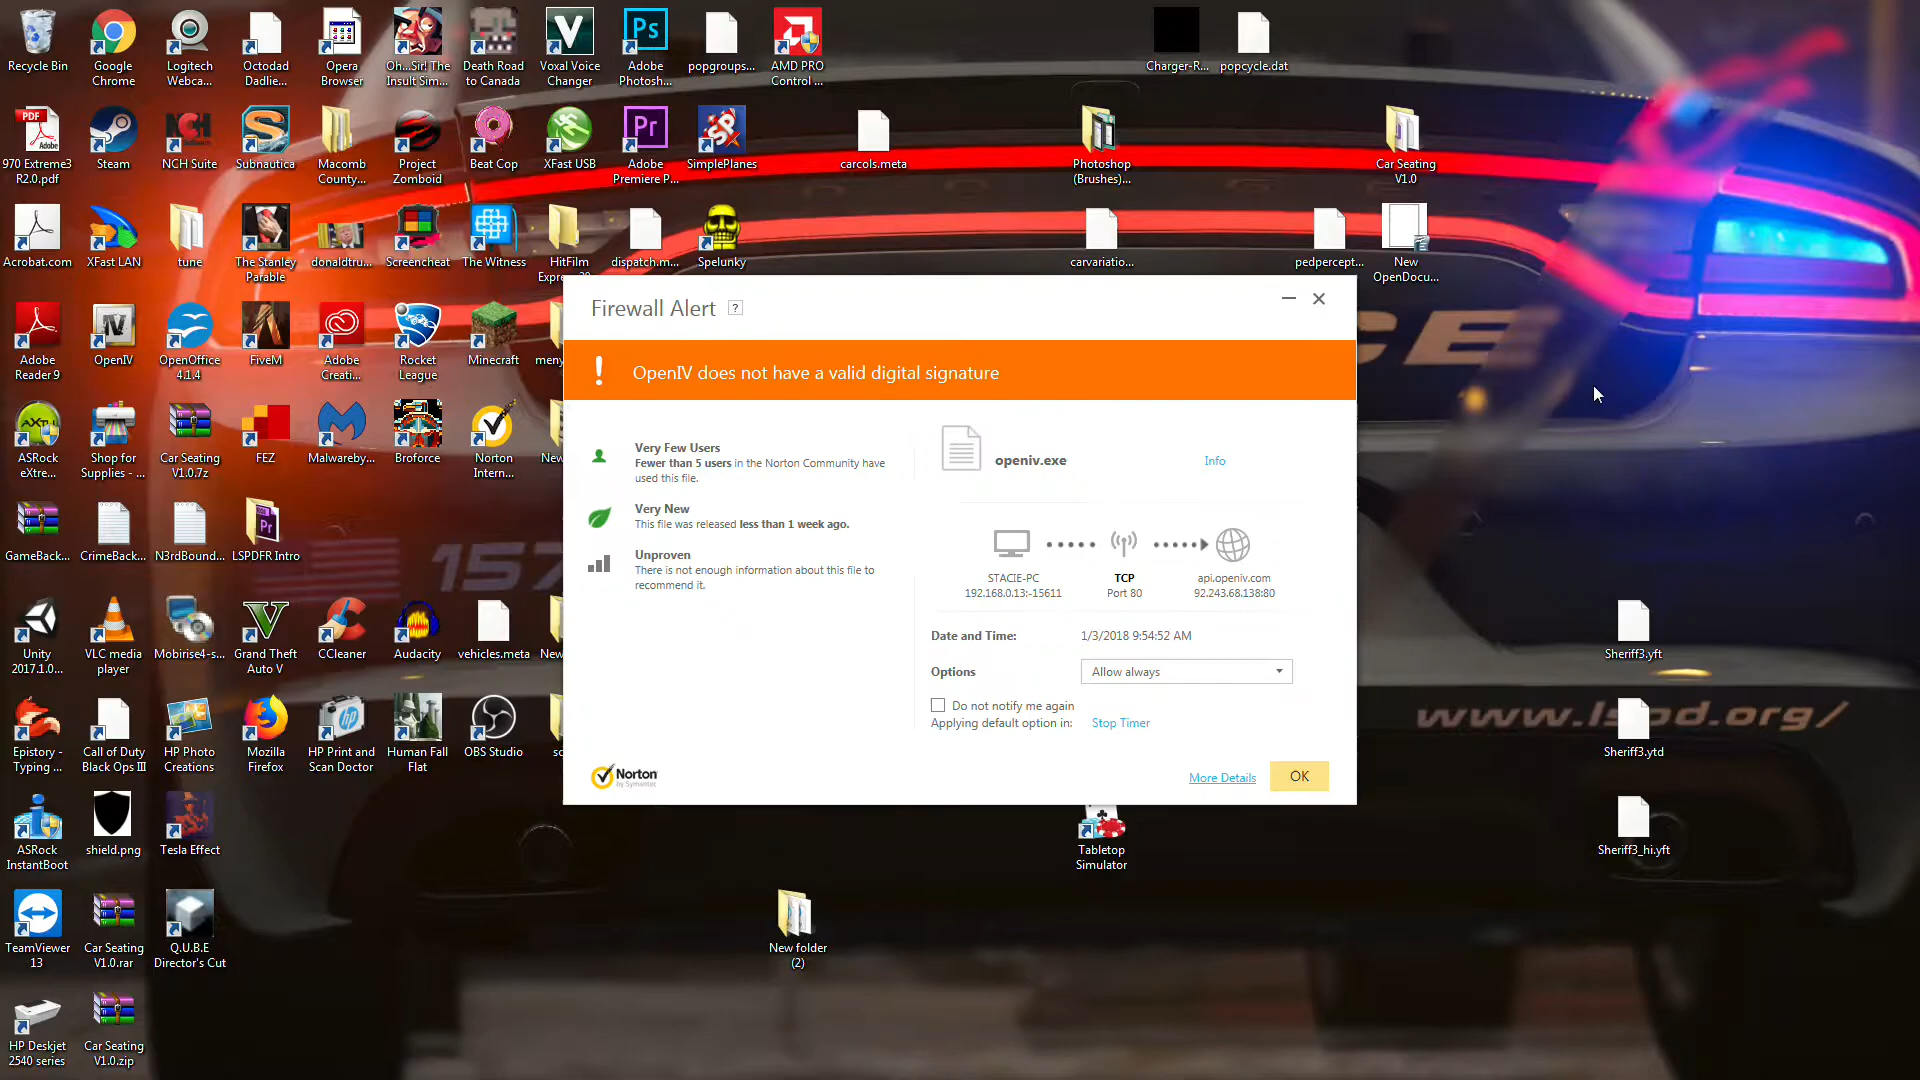 Recycle Bin
Google Chrome
Logitech Webca...
Octodad Dadlie...
Opera Browser
Oh...Sir! The Insult Sim...
Death Road to Canada
Voxal Voice Changer
Adobe Photosh...
popgroups...
AMD PRO Control ...
Charger-R...
popcycle.dat
970 Extreme3 R2.0.pdf
Steam
NCH Suite
Subnautica
Macomb County...
Project Zomboid
Beat Cop
XFast USB
Adobe Premiere P...
SimplePlanes
carcols.meta
Photoshop (Brushes)...
Car Seating V1.0
Acrobat.com
XFast LAN
tune
The Stanley Parable
donaldtru...
Screencheat
The Witness
HitFilm
dispatch.m...
Spelunky
carvariatio...
pedpercept...
New OpenDocu...
Adobe Reader 9
OpenIV
OpenOffice 4.1.4
FiveM
Adobe Creati...
Rocket League
Minecraft
meny
ASRock eXtre...
Shop for Supplies - ...
Car Seating V1.0.7z
FEZ
Malwareby...
Broforce
Norton Intern...
New
GameBack...
CrimeBack...
N3rdBound...
LSPDFR Intro
157
CE
Unity 2017.1.0...
VLC media player
Mobirise4-s...
Grand Theft Auto V
CCleaner
Audacity
vehicles.meta
New
Epistory - Typing ...
Call of Duty Black Ops III
HP Photo Creations
Mozilla Firefox
HP Print and Scan Doctor
Human Fall Flat
OBS Studio
sc
ASRock InstantBoot
shield.png
Tesla Effect
TeamViewer 13
Car Seating V1.0.rar
Q.U.B.E Director's Cut
HP Deskjet 2540 series
Car Seating V1.0.zip
New folder (2)
Tabletop Simulator
Sheriff3.yft
Sheriff3.ytd
Sheriff3_hi.yft
www.lspd.org/
Firewall Alert ?
OpenIV does not have a valid digital signature
Very Few Users
Fewer than 5 users in the Norton Community have
used this file.
Very New
This file was released less than 1 week ago.
Unproven
There is not enough information about this file to
recommend it.
openiv.exe
Info
STACIE-PC
192.168.0.13:-15611
TCP
Port 80
api.openiv.com
92.243.68.138:80
Date and Time: 1/3/2018 9:54:52 AM
Options Allow always
Do not notify me again
Applying default option in: Stop Timer
Norton
by Symantec
More Details
OK